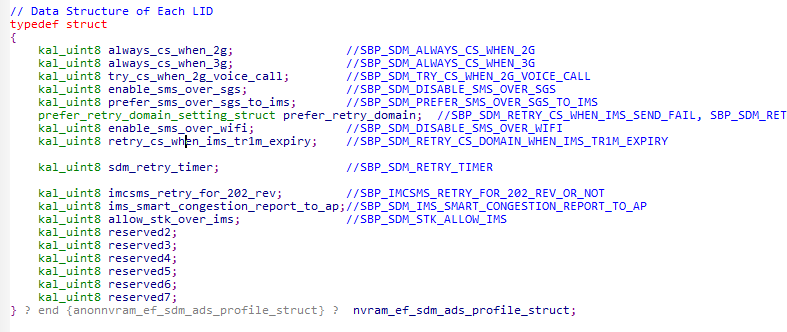 // Data Structure of Each LID
typedef struct
{
kal_uint8 always_cs_when_2g; //SBP_SDM_ALWAYS_CS_WHEN_2G
kal_uint8 always_cs_when_3g; //SBP_SDM_ALWAYS_CS_WHEN_3G
kal_uint8 try_cs_when_2g_voice_call; //SBP_SDM_TRY_CS_WHEN_2G_VOICE_CALL
kal_uint8 enable_sms_over_sgs; //SBP_SDM_DISABLE_SMS_OVER_SGS
kal_uint8 prefer_sms_over_sgs_to_ims; //SBP_SDM_PREFER_SMS_OVER_SGS_TO_IMS
prefer_retry_domain_setting_struct prefer_retry_domain; //SBP_SDM_RETRY_CS_WHEN_IMS_SEND_FAIL, SBP_SDM_RET
kal_uint8 enable_sms_over_wifi; //SBP_SDM_DISABLE_SMS_OVER_WIFI
kal_uint8 retry_cs_when_ims_tr1m_expiry; //SBP_SDM_RETRY_CS_DOMAIN_WHEN_IMS_TR1M_EXPIRY
kal_uint8 sdm_retry_timer; //SBP_SDM_RETRY_TIMER
kal_uint8 imcsms_retry_for_202_rev; //SBP_IMCSMS_RETRY_FOR_202_REV_OR_NOT
kal_uint8 ims_smart_congestion_report_to_ap;//SBP_SDM_IMS_SMART_CONGESTION_REPORT_TO_AP
kal_uint8 allow_stk_over_ims; //SBP_SDM_STK_ALLOW_IMS
kal_uint8 reserved2;
kal_uint8 reserved3;
kal_uint8 reserved4;
kal_uint8 reserved5;
kal_uint8 reserved6;
kal_uint8 reserved7;
} ? end {anonnvram_ef_sdm_ads_profile_struct} ? nvram_ef_sdm_ads_profile_struct;